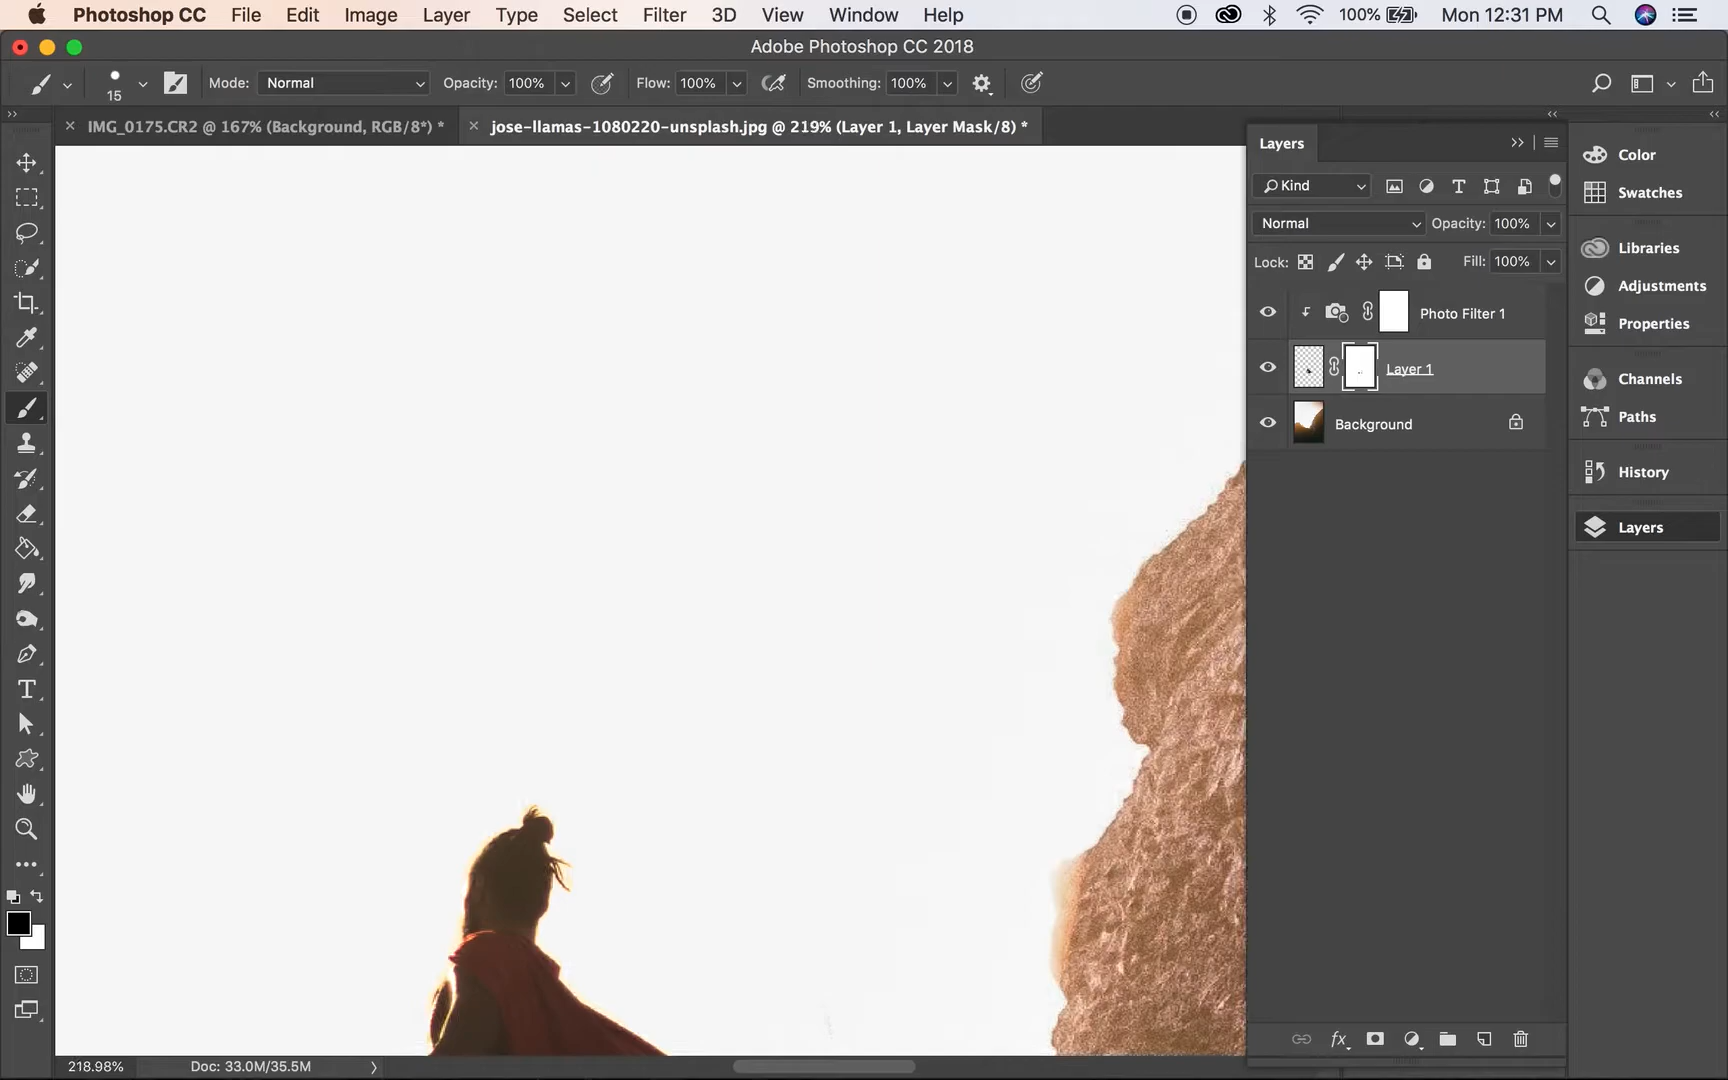 Photoshop CC File Edit Image Layer Type Select Filter 3D View Window Help 100% Mon 12:31 PM
Adobe Photoshop CC 2018
15 Mode: Normal Opacity: 100% Flow: 100% Smoothing: 100%
IMG_0175.CR2 @ 167% (Background, RGB/8*) * jose-llamas-1080220-unsplash.jpg @ 219% (Layer 1, Layer Mask/8) *
Layers
Kind
Normal Opacity: 100%
Lock: Fill: 100%
Photo Filter 1
Layer 1
Background
Color
Swatches
Libraries
Adjustments
Properties
Channels
Paths
History
Layers
218.98% Doc: 33.0M/35.5M